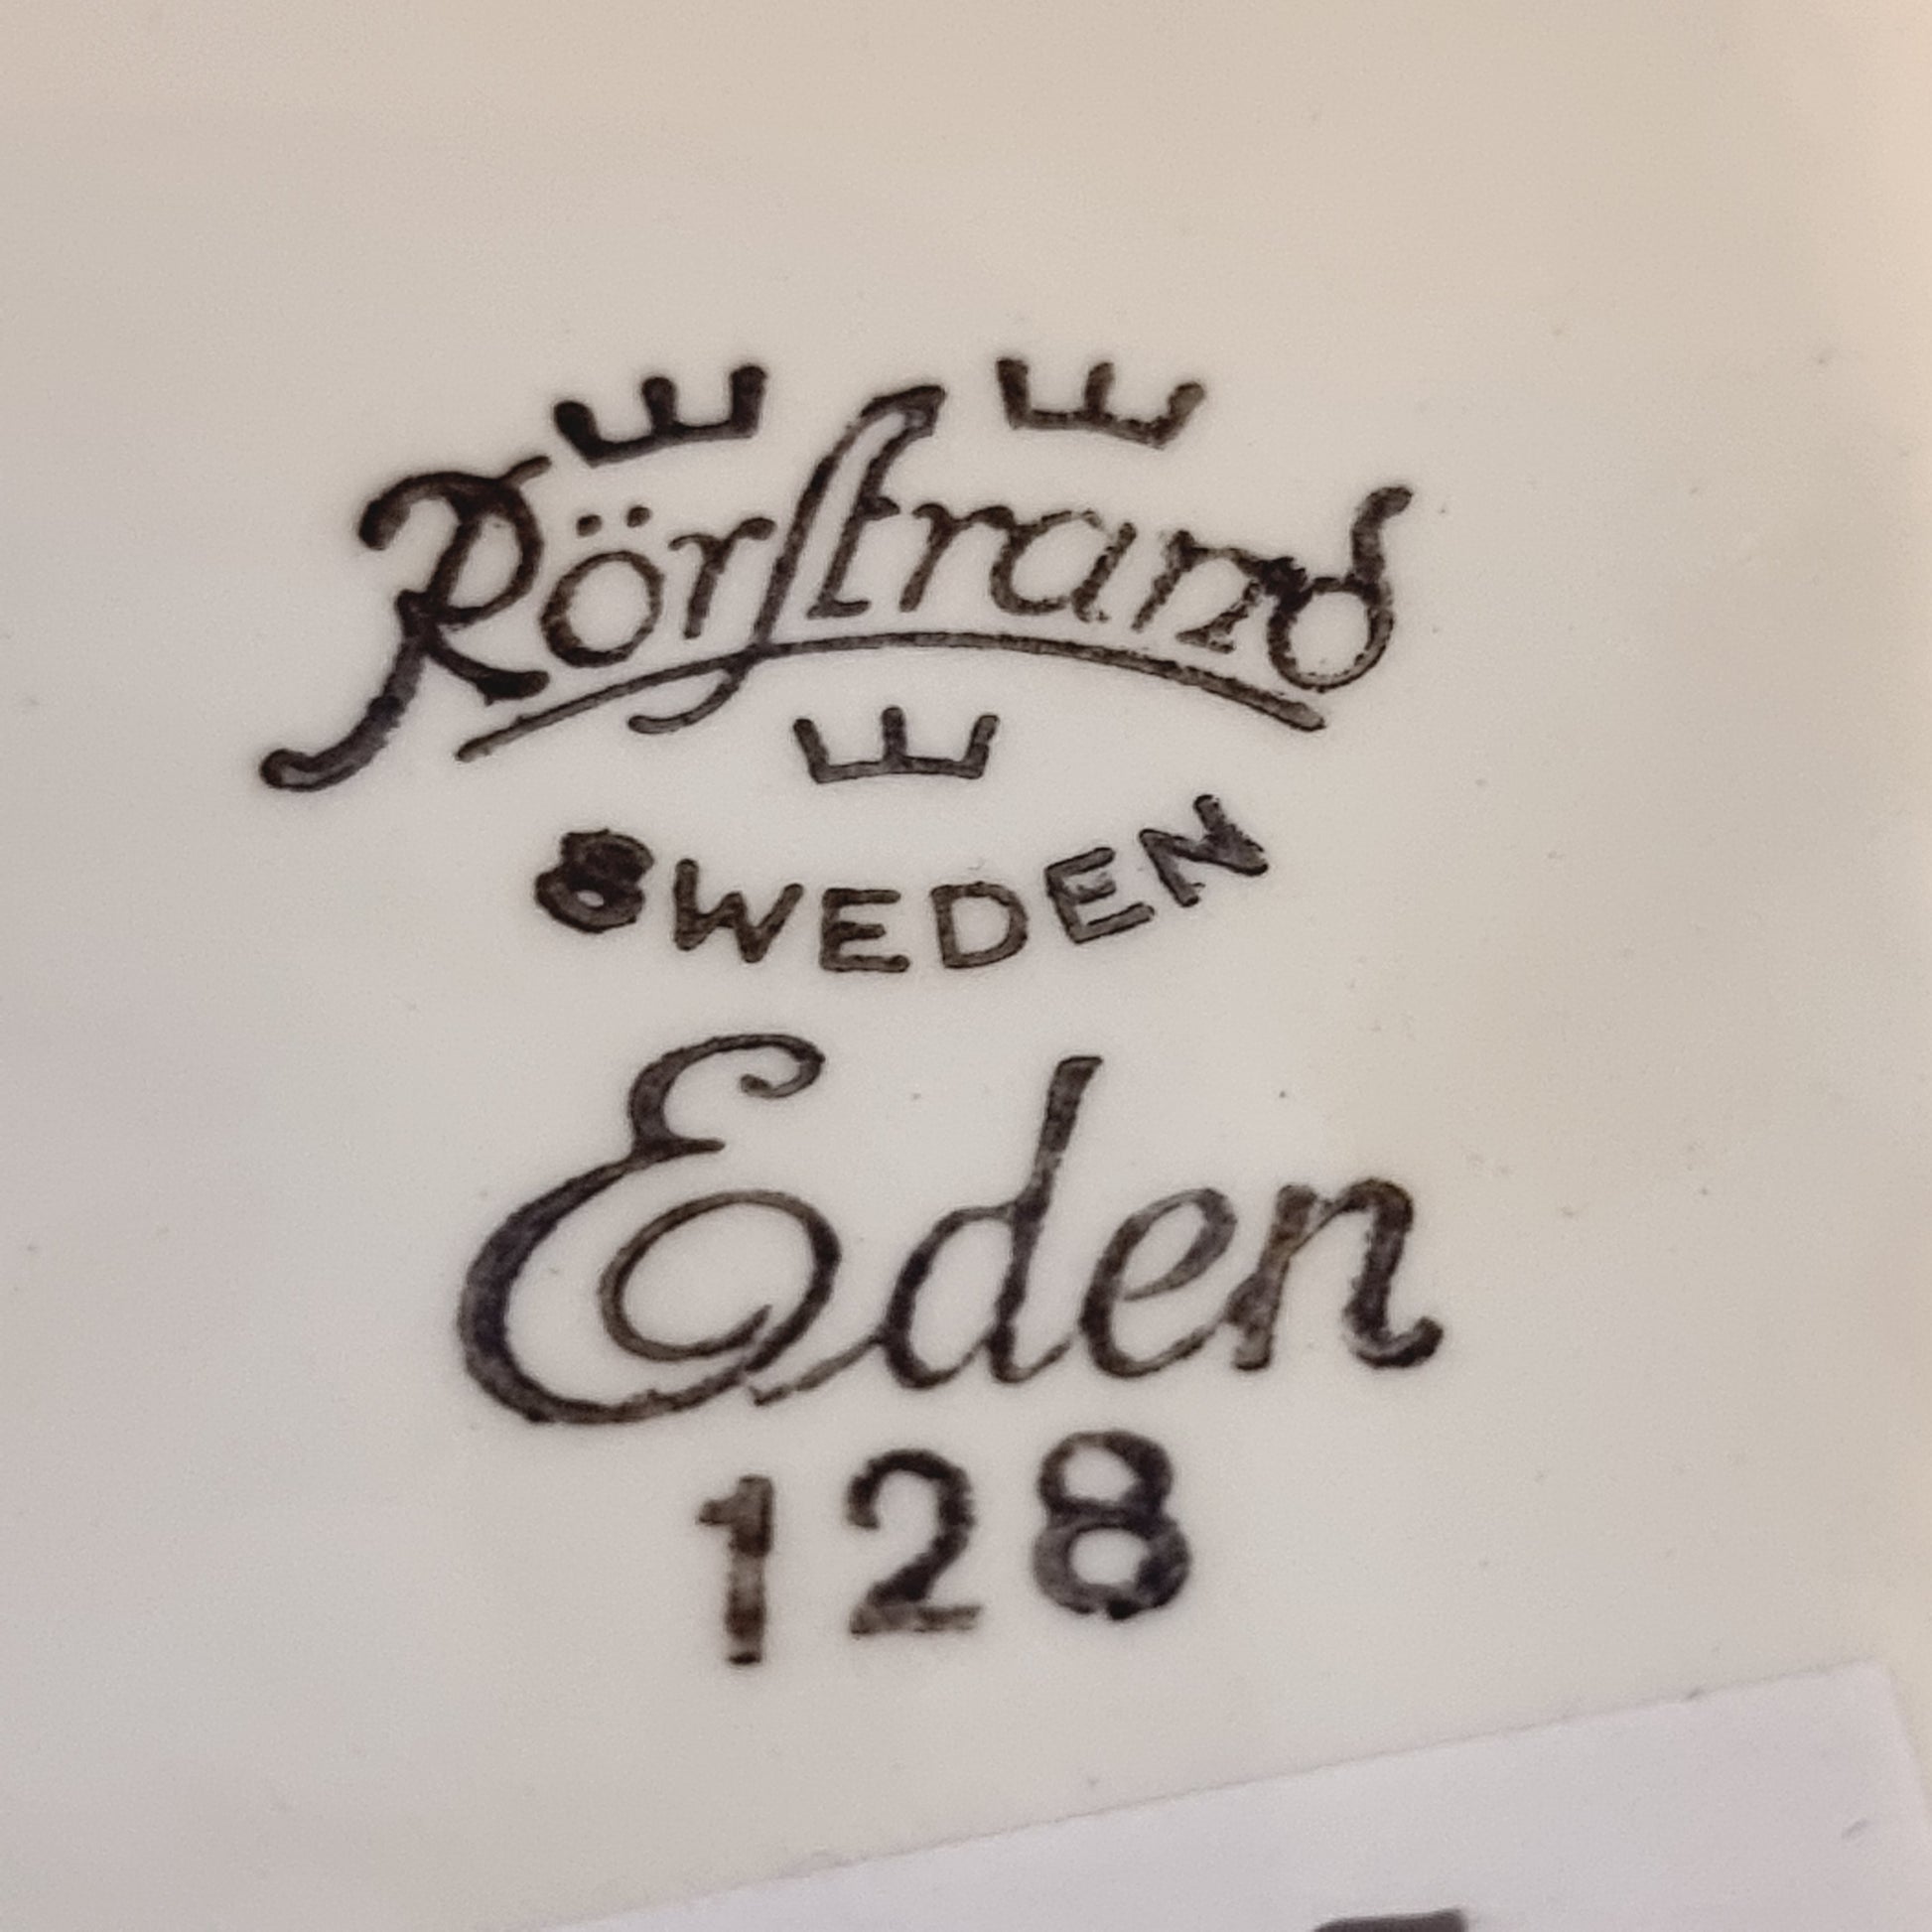 Rörstrand
SWEDEN
Eden
128